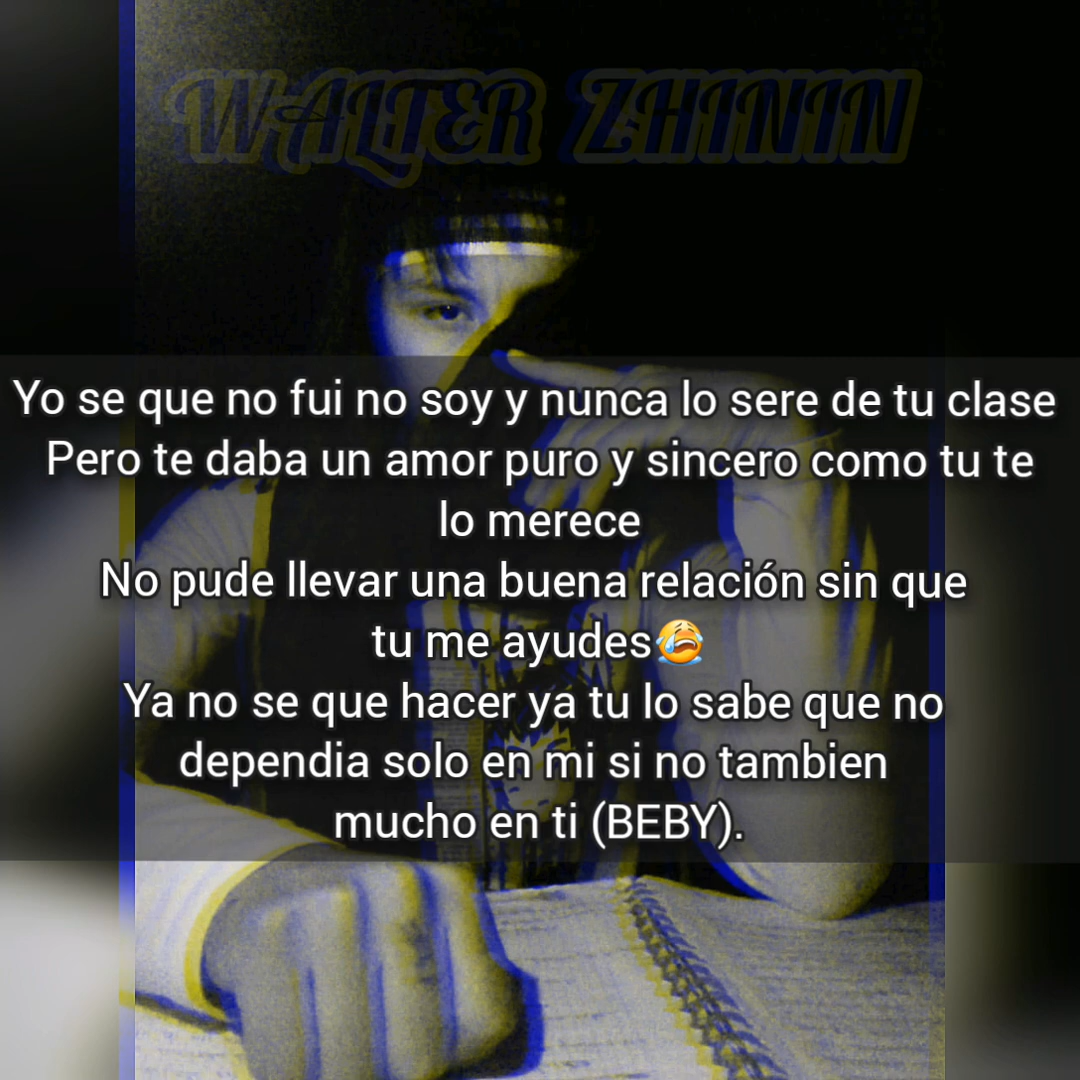 WALTER ZHININ
Yo se que no fui no soy y nunca lo sere de tu clase
Pero te daba un amor puro y sincero como tu te
lo merece
No pude llevar una buena relación sin que
tu me ayudes😭
Ya no se que hacer ya tu lo sabe que no
dependia solo en mi si no tambien
mucho en ti (BEBY).